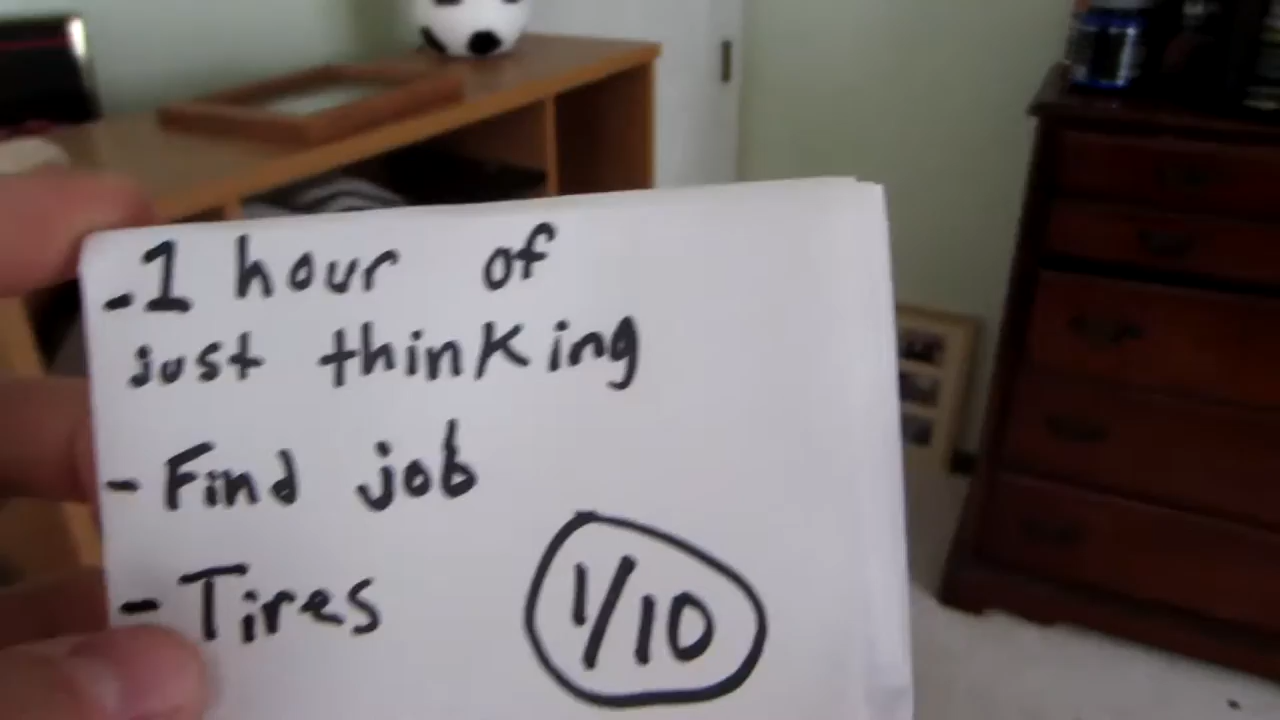 -1 hour of
just thinking
- Find job
- Tires
1/10